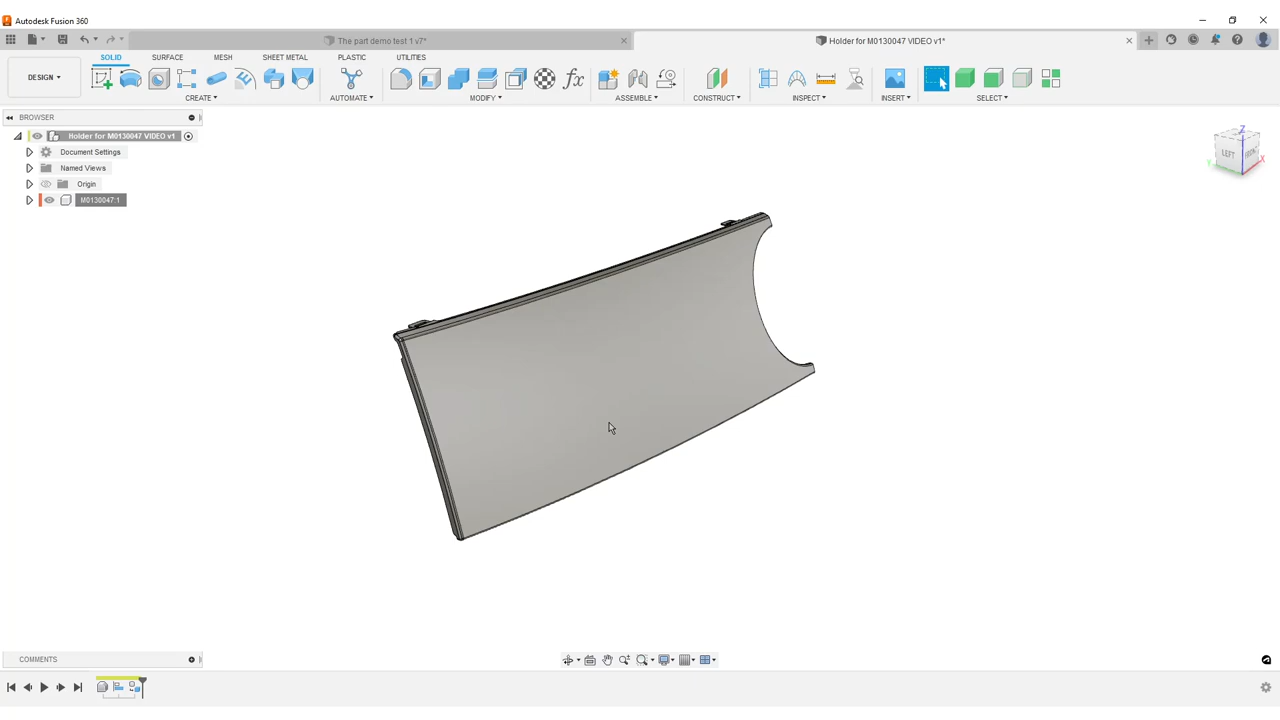 Autodesk Fusion 360
The part demo test 1 v7*
Holder for M0130047 VIDEO v1*
SOLID SURFACE MESH SHEET METAL PLASTIC UTILITIES
DESIGN
CREATE AUTOMATE MODIFY ASSEMBLE CONSTRUCT INSPECT INSERT SELECT
BROWSER
Holder for M0130047 VIDEO v1
Document Settings
Named Views
Origin
M0130047:1
Z
LEFT FRONT
Y X
COMMENTS